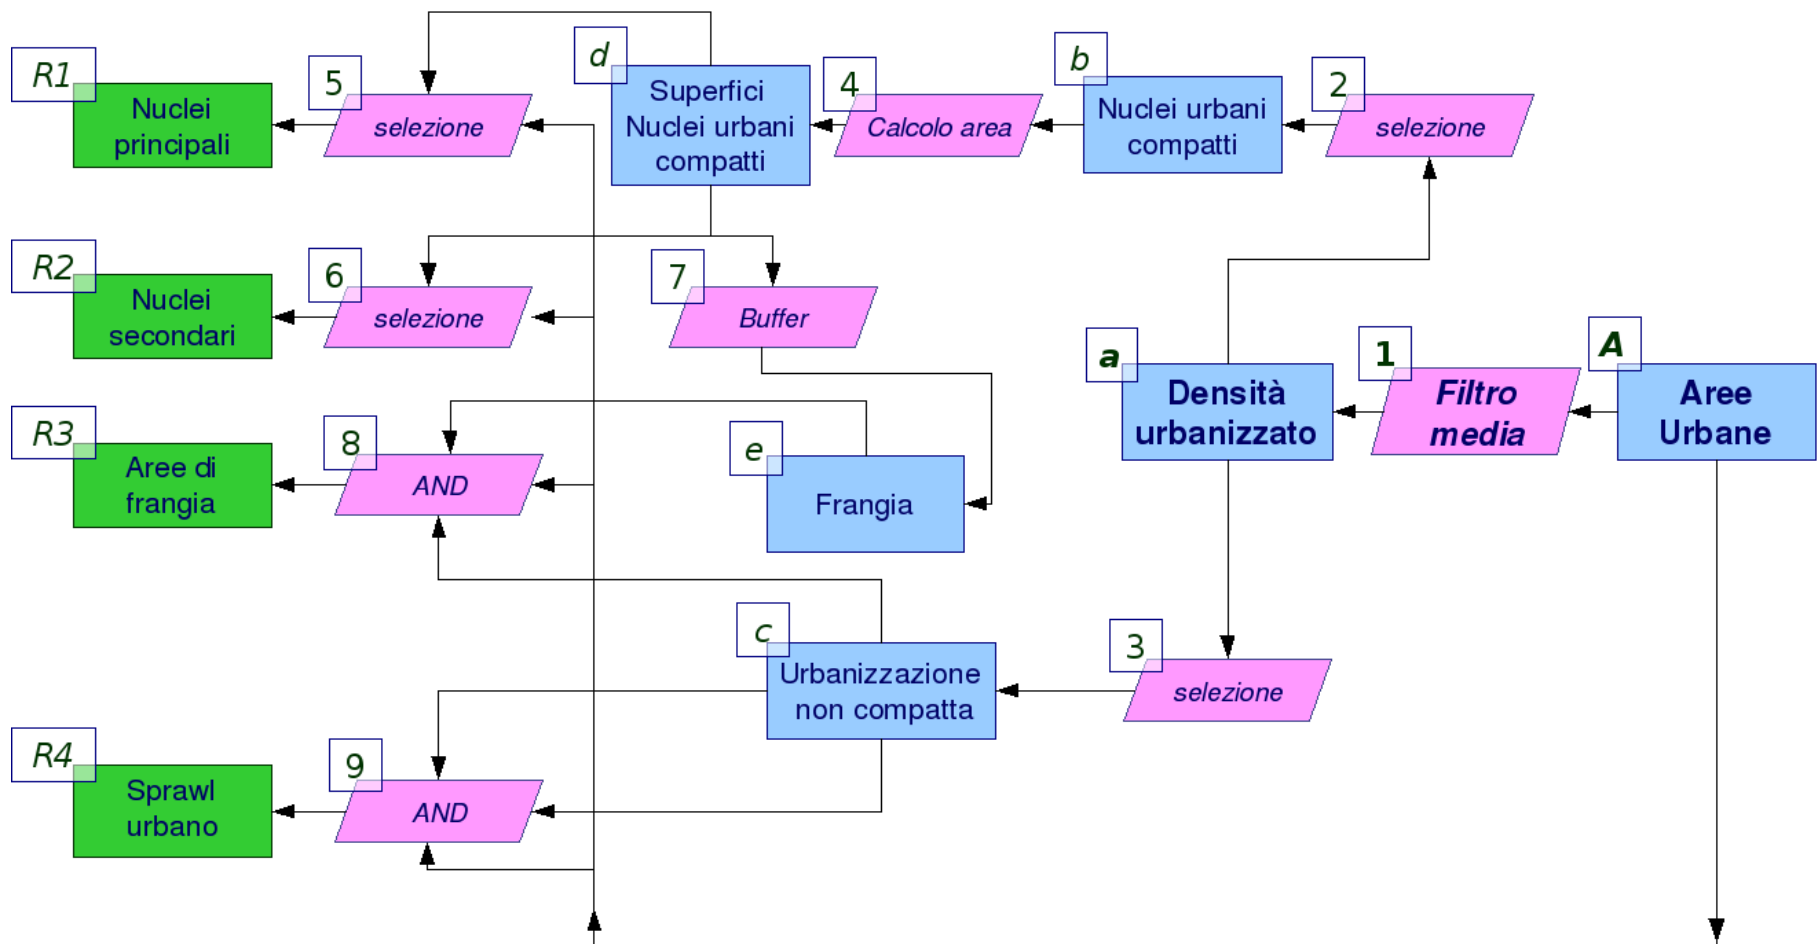 R1
Nuclei
principali
5
selezione
d
Superfici
Nuclei urbani
compatti
4
Calcolo area
b
Nuclei urbani
compatti
2
selezione
R2
Nuclei
secondari
6
selezione
7
Buffer
a
Densità
urbanizzato
1
Filtro
media
A
Aree
Urbane
R3
Aree di
frangia
8
AND
e
Frangia
c
Urbanizzazione
non compatta
3
selezione
R4
Sprawl
urbano
9
AND